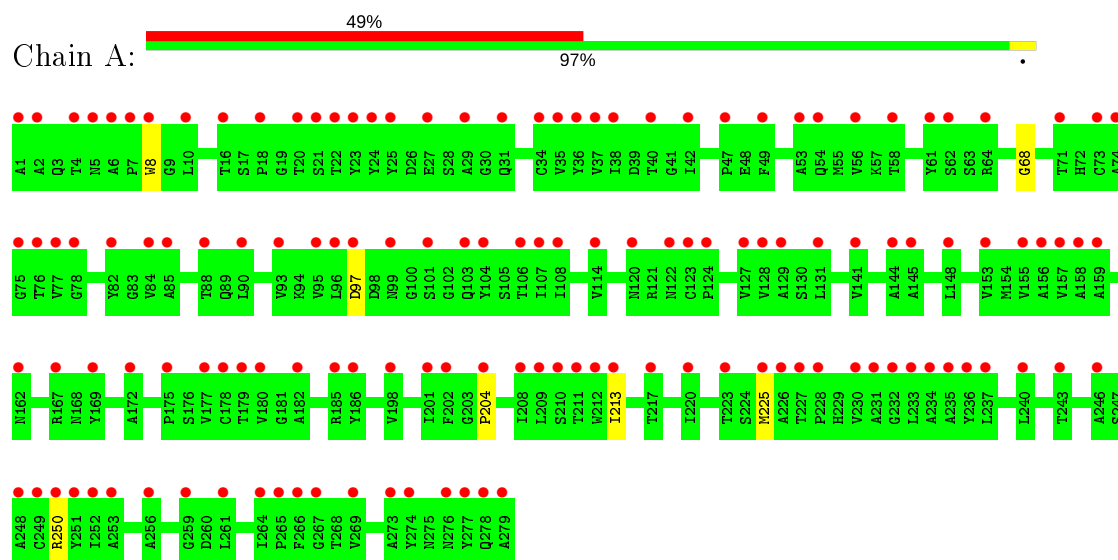 49%
Chain A:
97%
.
A1 A2 Q3 T4 N5 A6 P7 W8 G9 L10 T16 S17 P18 G19 T20 S21 T22 Y23 Y24 Y25 D26 E27 S28 A29 G30 Q31 C34 V35 Y36 V37 I38 D39 T40 G41 I42 P47 E48 F49 A53 Q54 M55 V56 K57 T58 Y61 S62 S63 R64 G68 T71 H72 C73 A74
G75 T76 V77 G78 Y82 G83 V84 A85 T88 Q89 L90 V93 K94 V95 L96 D97 D98 N99 G100 S101 G102 Q103 Y104 S105 T106 I107 I108 V114 N120 R121 N122 C123 P124 V127 V128 A129 S130 L131 V141 A144 A145 L148 V153 M154 V155 A156 V157 A158 A159
N162 R167 N168 Y169 A172 P175 S176 V177 C178 T179 V180 G181 A182 R185 Y186 V198 I201 F202 G203 P204 I208 L209 S210 T211 W212 I213 T217 I220 T223 S224 M225 A226 T227 P228 H229 V230 A231 G232 L233 A234 A235 Y236 L237 L240 T243 A246 S247
A248 C249 R250 Y251 I252 A253 A256 G259 D260 L261 I264 P265 F266 G267 T268 V269 A273 Y274 N275 N276 Y277 Q278 A279